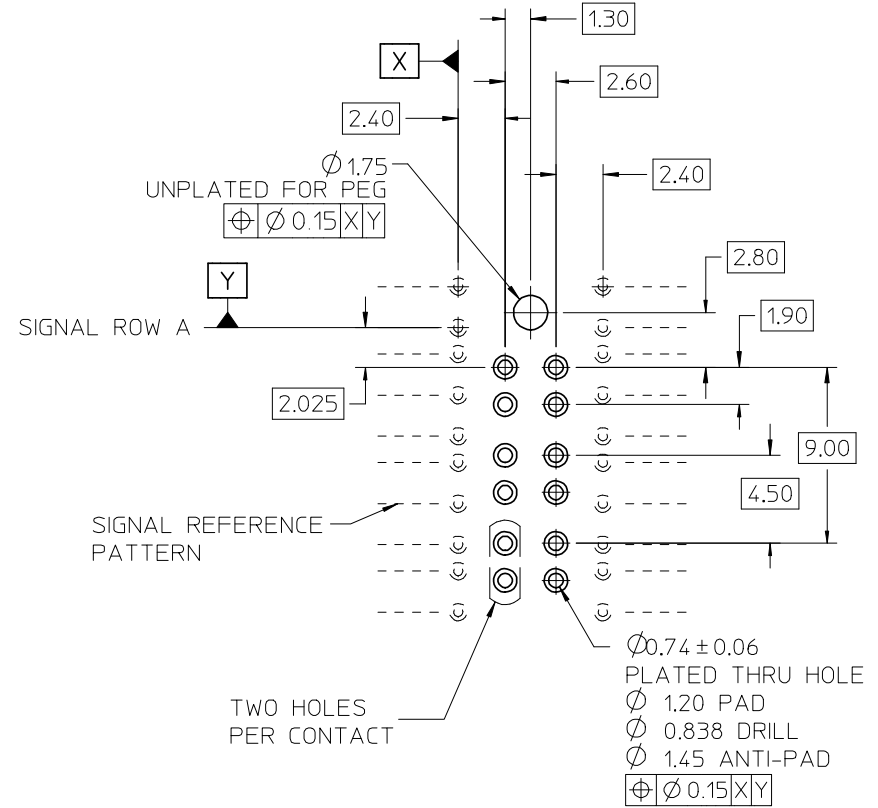 1.30
X
2.60
2.40
⌀ 1.75
UNPLATED FOR PEG
⌖ ⌀ 0.15 X Y
2.40
2.80
Y
SIGNAL ROW A
1.90
2.025
9.00
4.50
SIGNAL REFERENCE
PATTERN
⌀0.74±0.06
PLATED THRU HOLE
⌀ 1.20 PAD
⌀ 0.838 DRILL
⌀ 1.45 ANTI-PAD
⌖ ⌀ 0.15 X Y
TWO HOLES
PER CONTACT